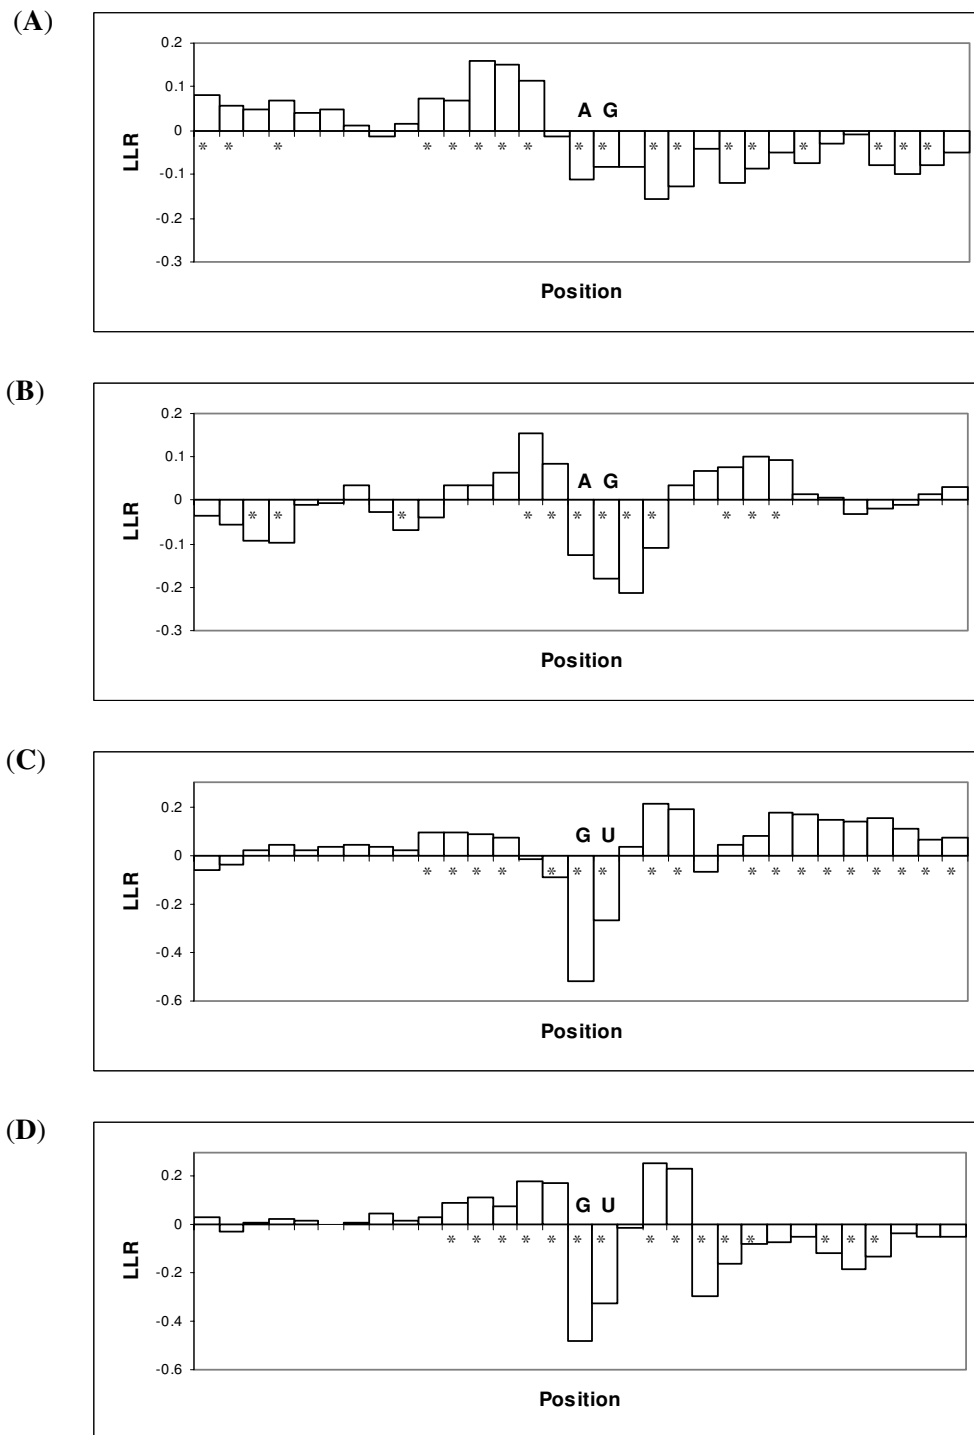 (A)
0.2
0.1
A G
0
* * * * * * * * * * * * * * * * * * *
-0.1
-0.2
-0.3
LLR
Position
(B)
0.2
0.1
A G
0
* * * * * * * * * * * *
-0.1
-0.2
-0.3
LLR
Position
(C)
0.2
G U
0
* * * * * * * * * * * * * * * * * *
-0.2
-0.4
-0.6
LLR
Position
(D)
0.2
G U
0
* * * * * * * * * * * * * * * 
-0.2
-0.4
-0.6
LLR
Position